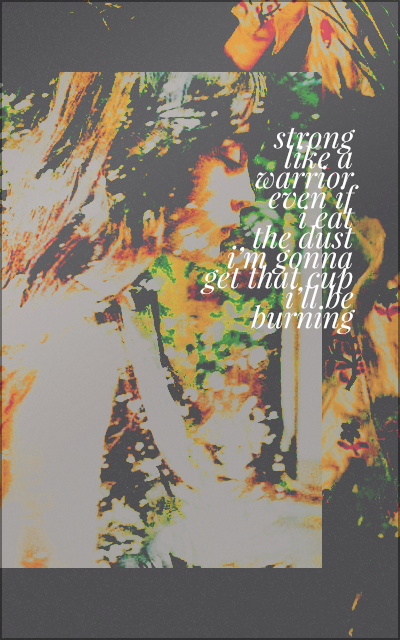 strong
like a
warrior
even if
i eat
the dust
i'm gonna
get that cup
i'll be
burning